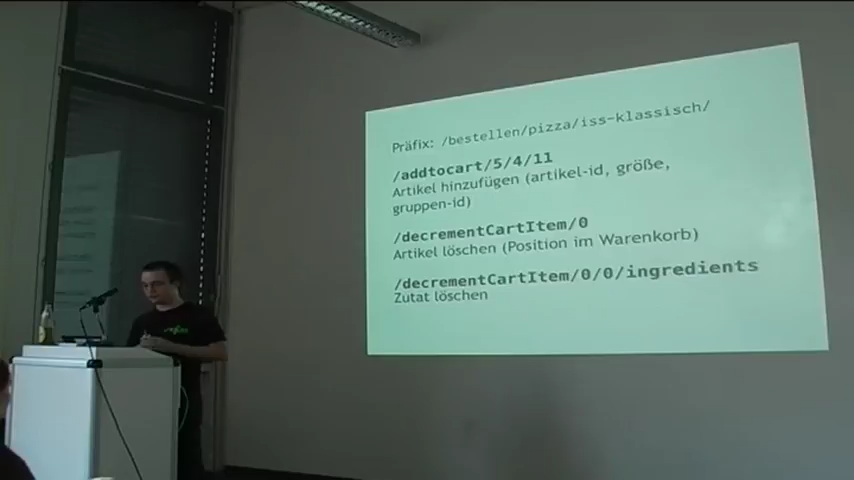 Präfix: /bestellen/pizza/iss-klassisch/
/addtocart/5/4/11
Artikel hinzufügen (artikel-id, größe,
gruppen-id)
/decrementCartItem/0
Artikel löschen (Position im Warenkorb)
/decrementCartItem/0/0/ingredients
Zutat löschen